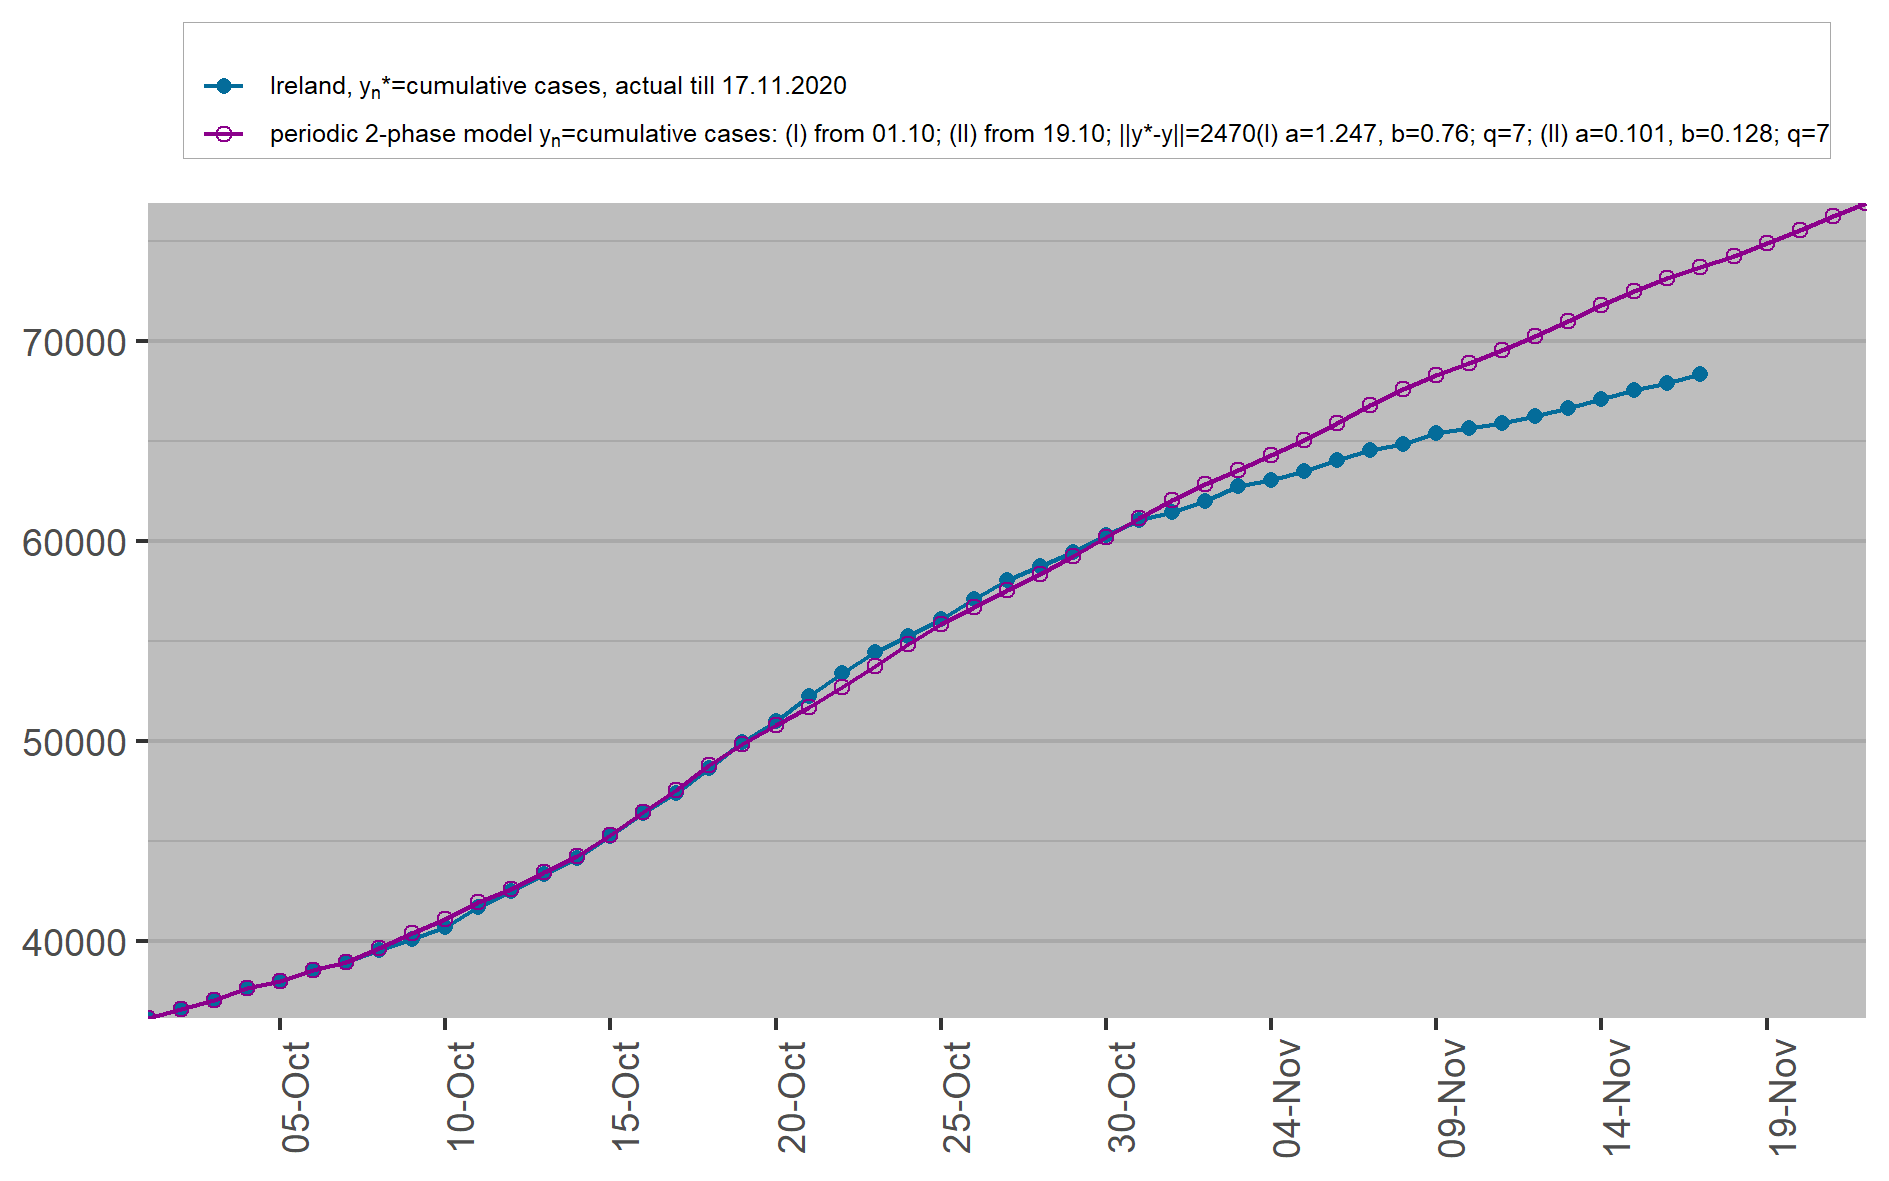 Ireland, yn*=cumulative cases, actual till 17.11.2020
periodic 2-phase model yn=cumulative cases: (I) from 01.10; (II) from 19.10; ||y*-y||=2470(I) a=1.247, b=0.76; q=7; (II) a=0.101, b=0.128; q=7
70000
60000
50000
40000
05-Oct
10-Oct
15-Oct
20-Oct
25-Oct
30-Oct
04-Nov
09-Nov
14-Nov
19-Nov